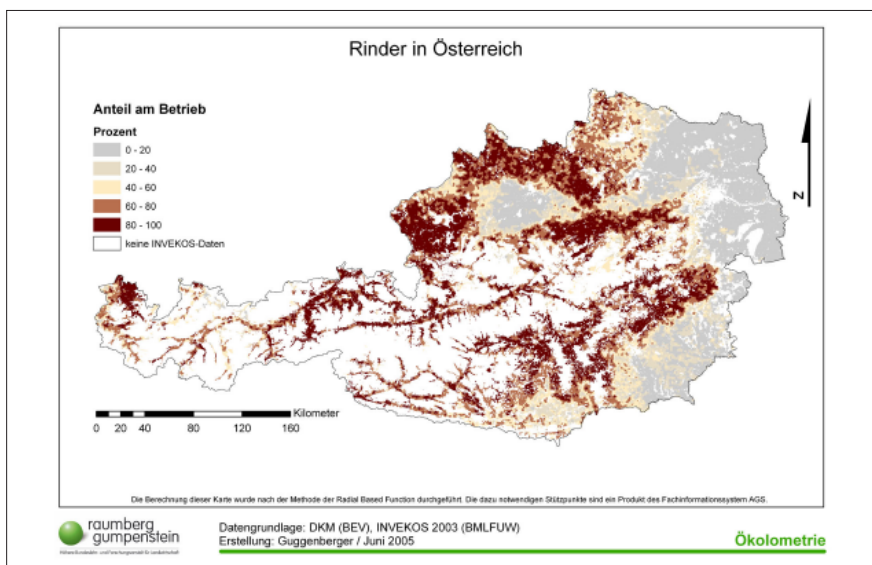 Rinder in Österreich
Anteil am Betrieb
Prozent
0 - 20
20 - 40
40 - 60
60 - 80
80 - 100
keine INVEKOS-Daten
N
Kilometer
0 20 40 80 120 160
Die Berechnung dieser Karte wurde nach der Methode der Radial Based Function durchgeführt. Die dazu notwendigen Stützpunkte sind ein Produkt des Fachinformationssystem AGS.
raumberg
gumpenstein
Datengrundlage: DKM (BEV), INVEKOS 2003 (BMLFUW)
Erstellung: Guggenberger / Juni 2005
Ökolometrie